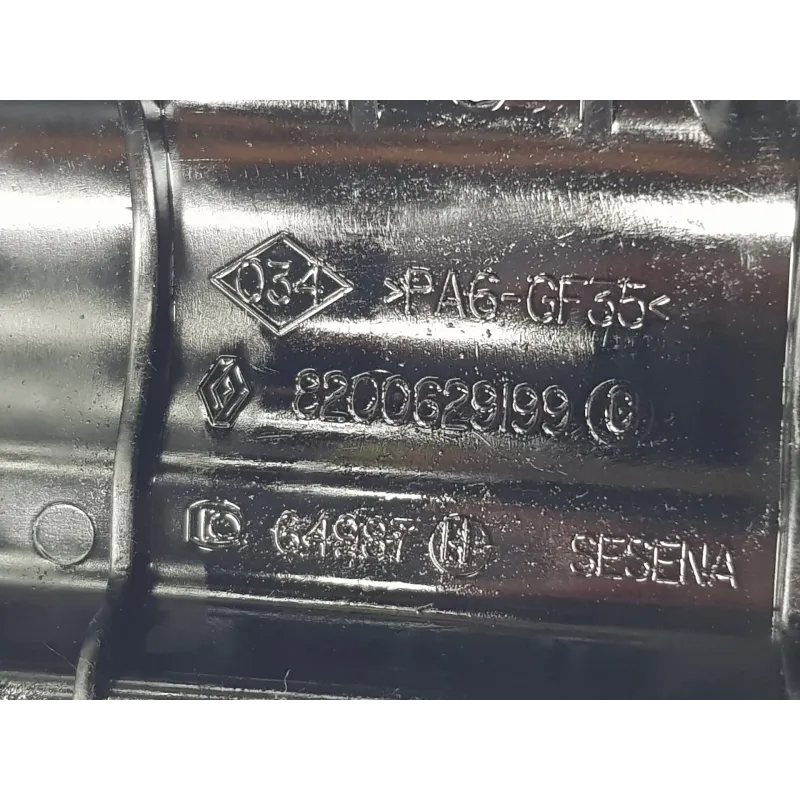 034 >PA6-GF35<
8200629199 G
64987 H SESENA